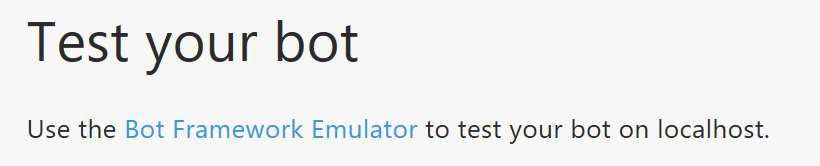 Test your bot
Use the Bot Framework Emulator to test your bot on localhost.